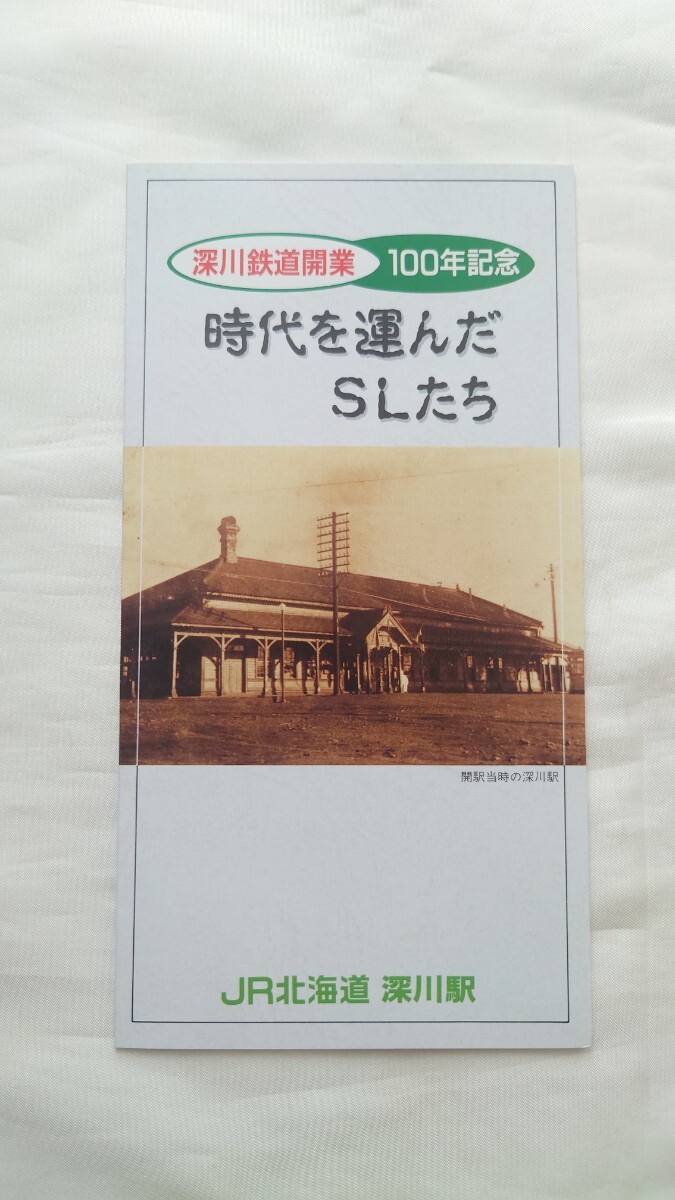 深川鉄道開業 100年記念
時代を運んだ
SLたち
開駅当時の深川駅
JR北海道 深川駅